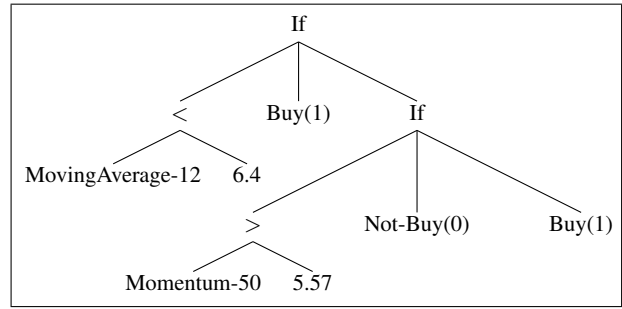 If
< Buy(1) If
MovingAverage-12 6.4
> Not-Buy(0) Buy(1)
Momentum-50 5.57